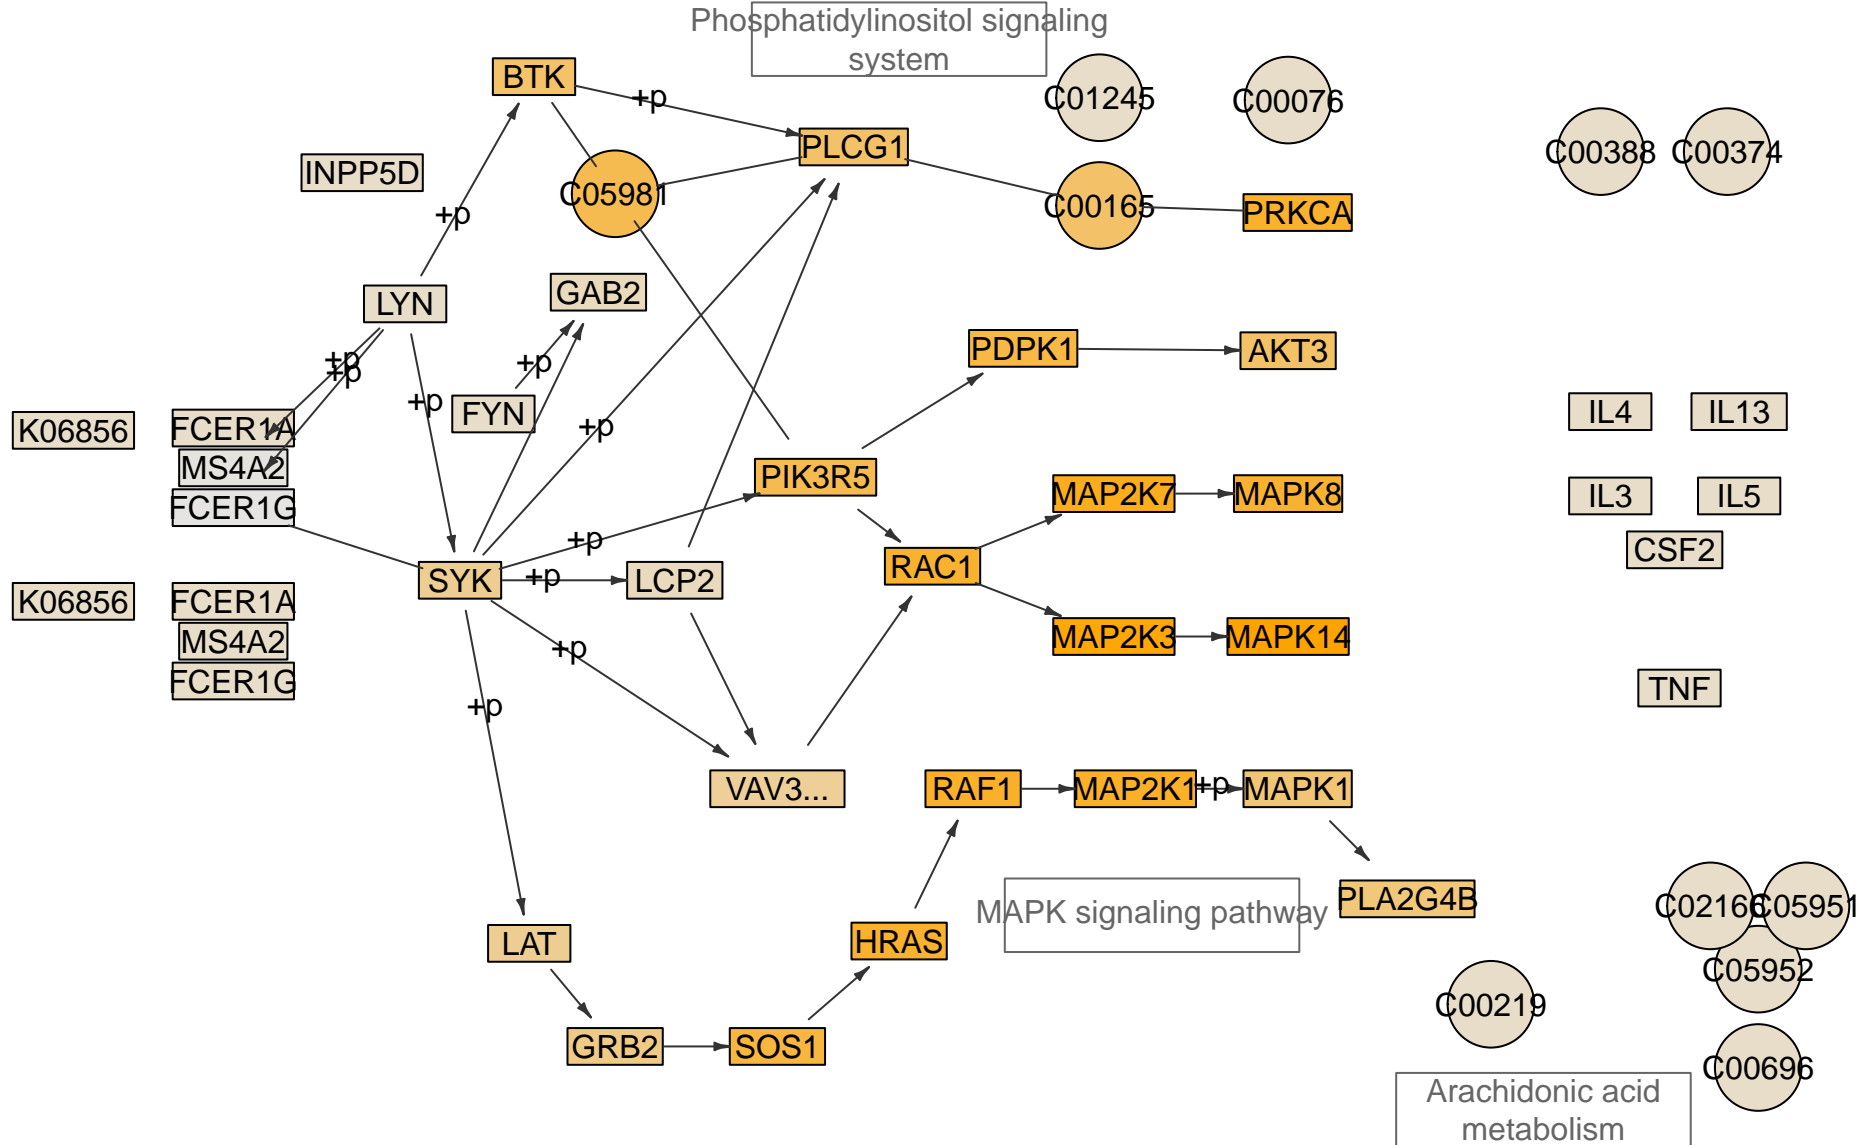 Phosphatidylinositol signaling
system
BTK
+p
C01245
C00076
PLCG1
C00388
C00374
INPP5D
C05981
C00165
PRKCA
+p
LYN
GAB2
+p
+p
+p
PDPK1
AKT3
+p
FYN
+p
K06856
FCER1A
IL4
IL13
MS4A2
PIK3R5
MAP2K7
MAPK8
FCER1G
IL3
IL5
+p
CSF2
SYK
+p
LCP2
RAC1
K06856
FCER1A
MS4A2
+p
MAP2K3
MAPK14
FCER1G
TNF
+p
VAV3...
RAF1
MAP2K1
+p
MAPK1
MAPK signaling pathway
PLA2G4B
C02166
C05951
LAT
HRAS
C05952
C00219
GRB2
SOS1
C00696
Arachidonic acid
metabolism